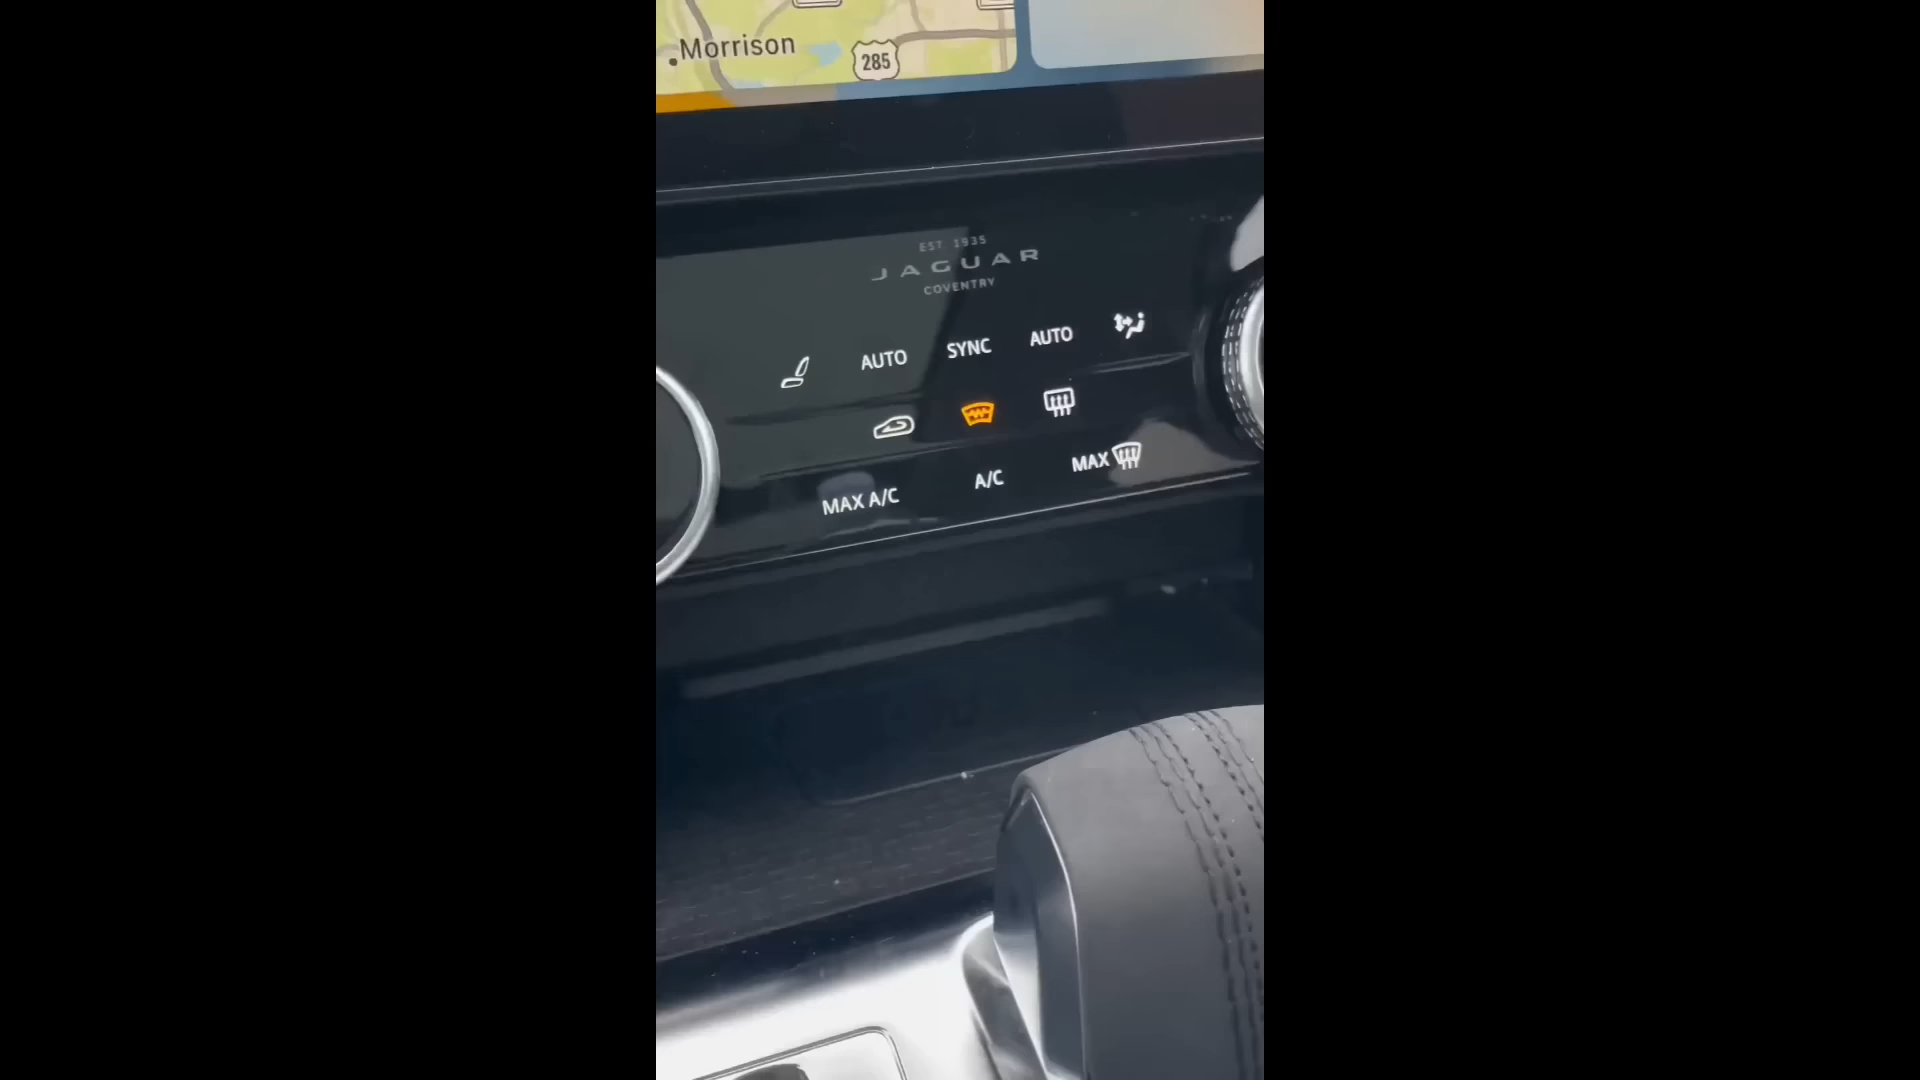 Morrison
285
EST. 1935
JAGUAR
COVENTRY
AUTO SYNC AUTO
MAX A/C A/C MAX